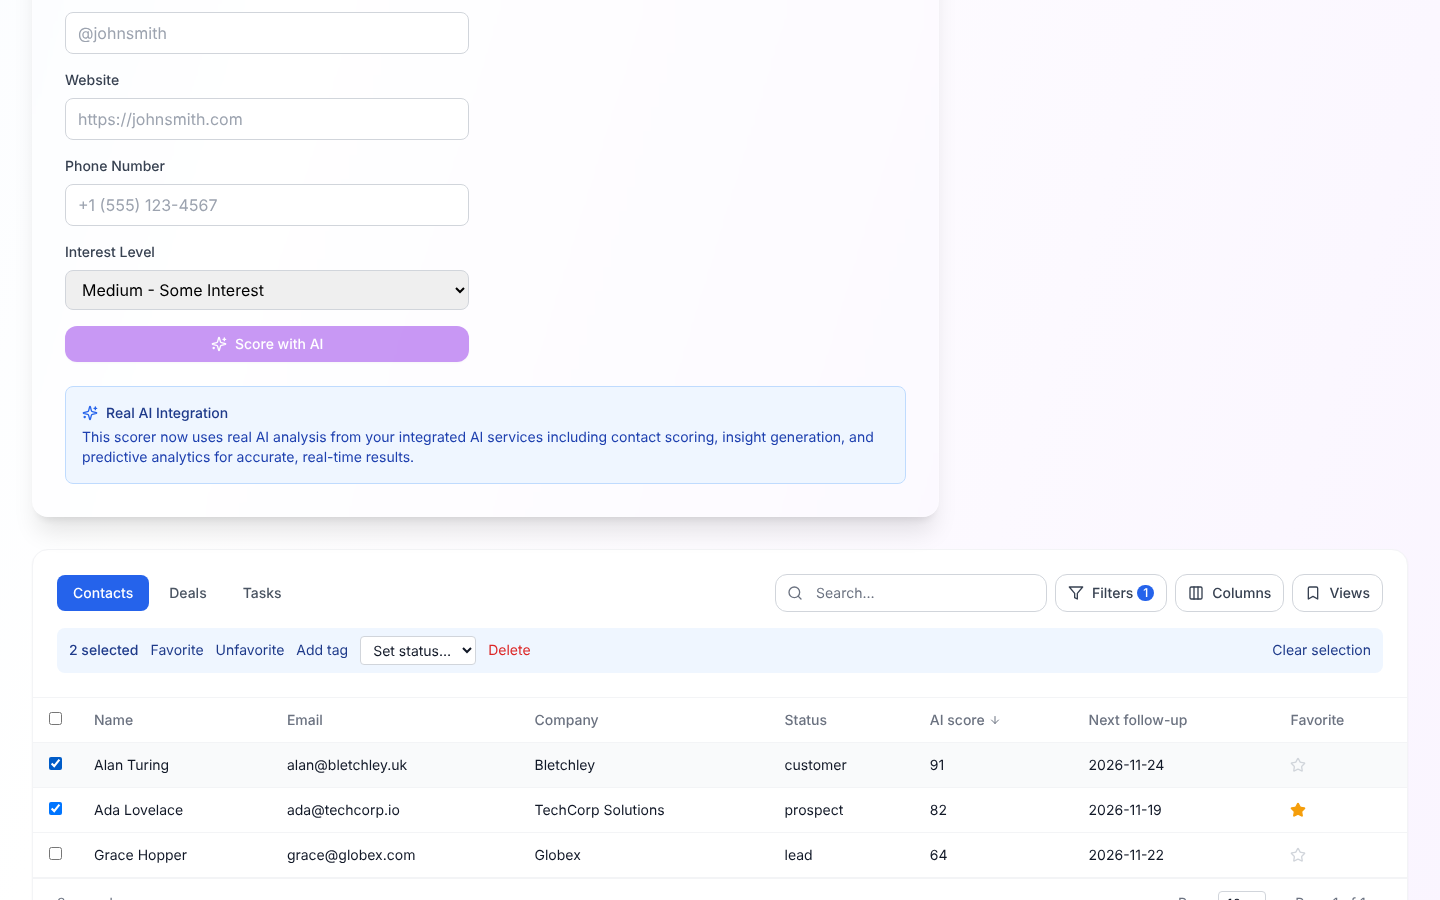 @johnsmith
Website
https://johnsmith.com
Phone Number
+1 (555) 123-4567
Interest Level
Medium - Some Interest
Score with AI
Real AI Integration
This scorer now uses real AI analysis from your integrated AI services including contact scoring, insight generation, and
predictive analytics for accurate, real-time results.
Contacts Deals Tasks Search... Filters 1 Columns Views
2 selected Favorite Unfavorite Add tag Set status... Delete Clear selection
Name Email Company Status AI score ↓ Next follow-up Favorite
Alan Turing alan@bletchley.uk Bletchley customer 91 2026-11-24
Ada Lovelace ada@techcorp.io TechCorp Solutions prospect 82 2026-11-19
Grace Hopper grace@globex.com Globex lead 64 2026-11-22